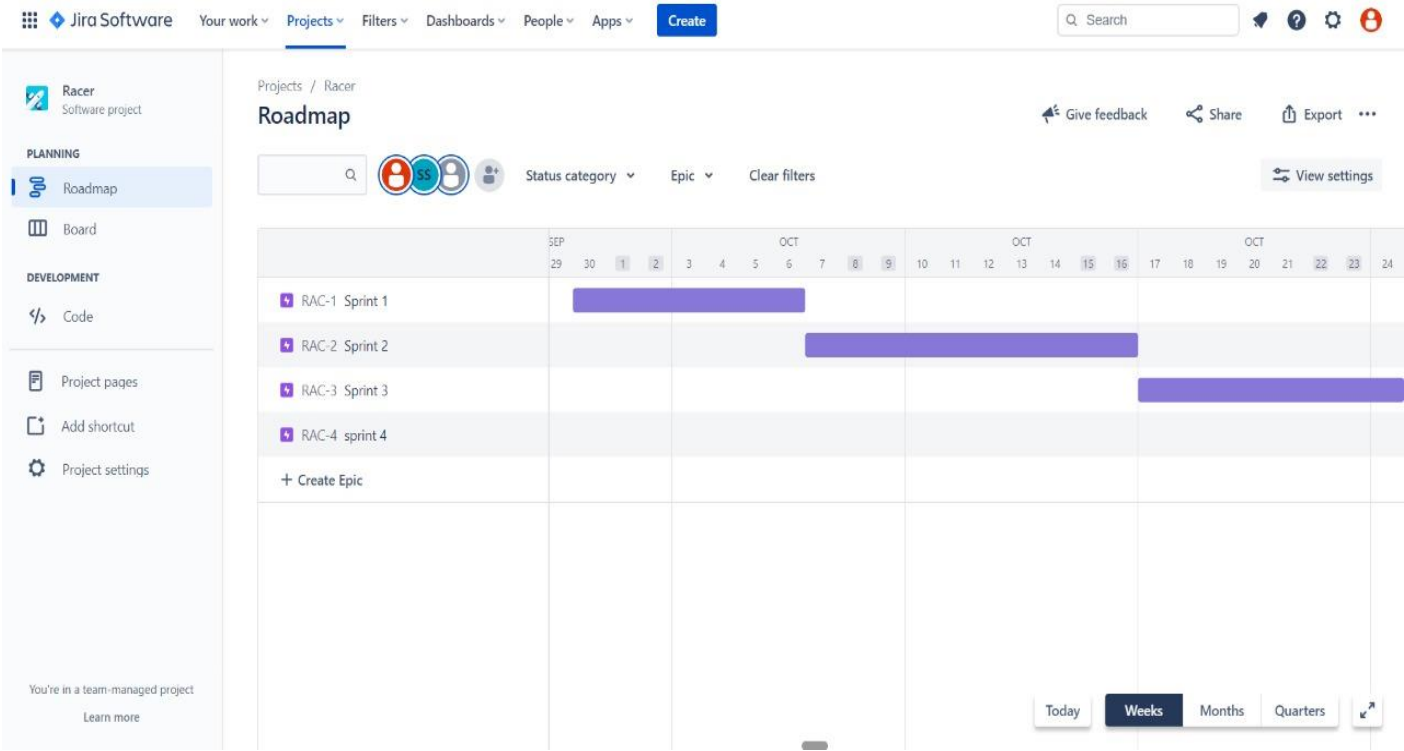 Jira Software Your work Projects Filters Dashboards People Apps Create Search
Racer
Software project
PLANNING
Roadmap
Board
DEVELOPMENT
Code
Project pages
Add shortcut
Project settings
You're in a team-managed project
Learn more
Projects / Racer
Roadmap
Give feedback Share Export
SS Status category Epic Clear filters View settings
SEP OCT OCT OCT
29 30 1 2 3 4 5 6 7 8 9 10 11 12 13 14 15 16 17 18 19 20 21 22 23 24
RAC-1 Sprint 1
RAC-2 Sprint 2
RAC-3 Sprint 3
RAC-4 sprint 4
+ Create Epic
Today Weeks Months Quarters